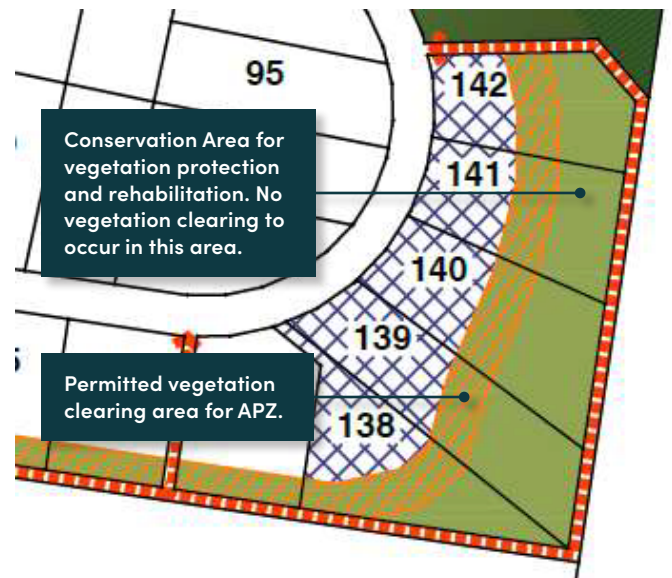 95
142
Conservation Area for
vegetation protection
and rehabilitation. No
vegetation clearing to
occur in this area.
141
140
139
Permitted vegetation
clearing area for APZ.
138